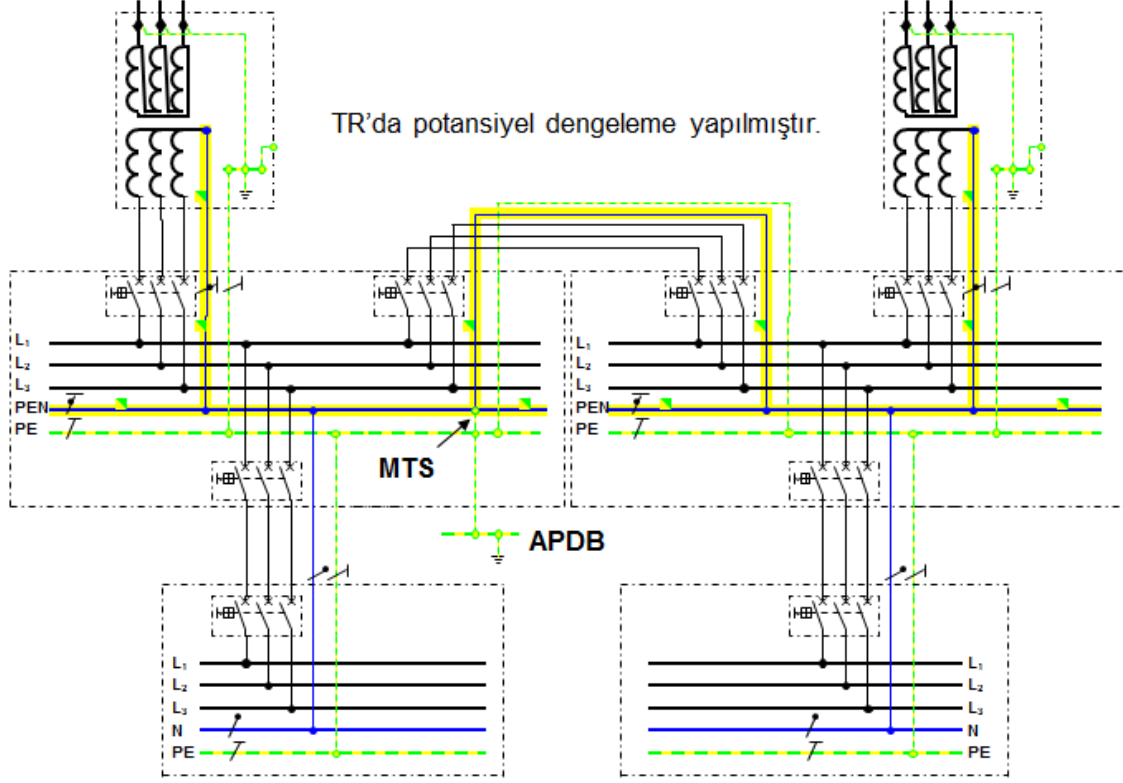 TR'da potansiyel dengeleme yapılmıştır.
L₁
L₂
L₃
PEN
PE
L₁
L₂
L₃
PEN
PE
MTS
APDB
L₁
L₂
L₃
N
PE
L₁
L₂
L₃
N
PE